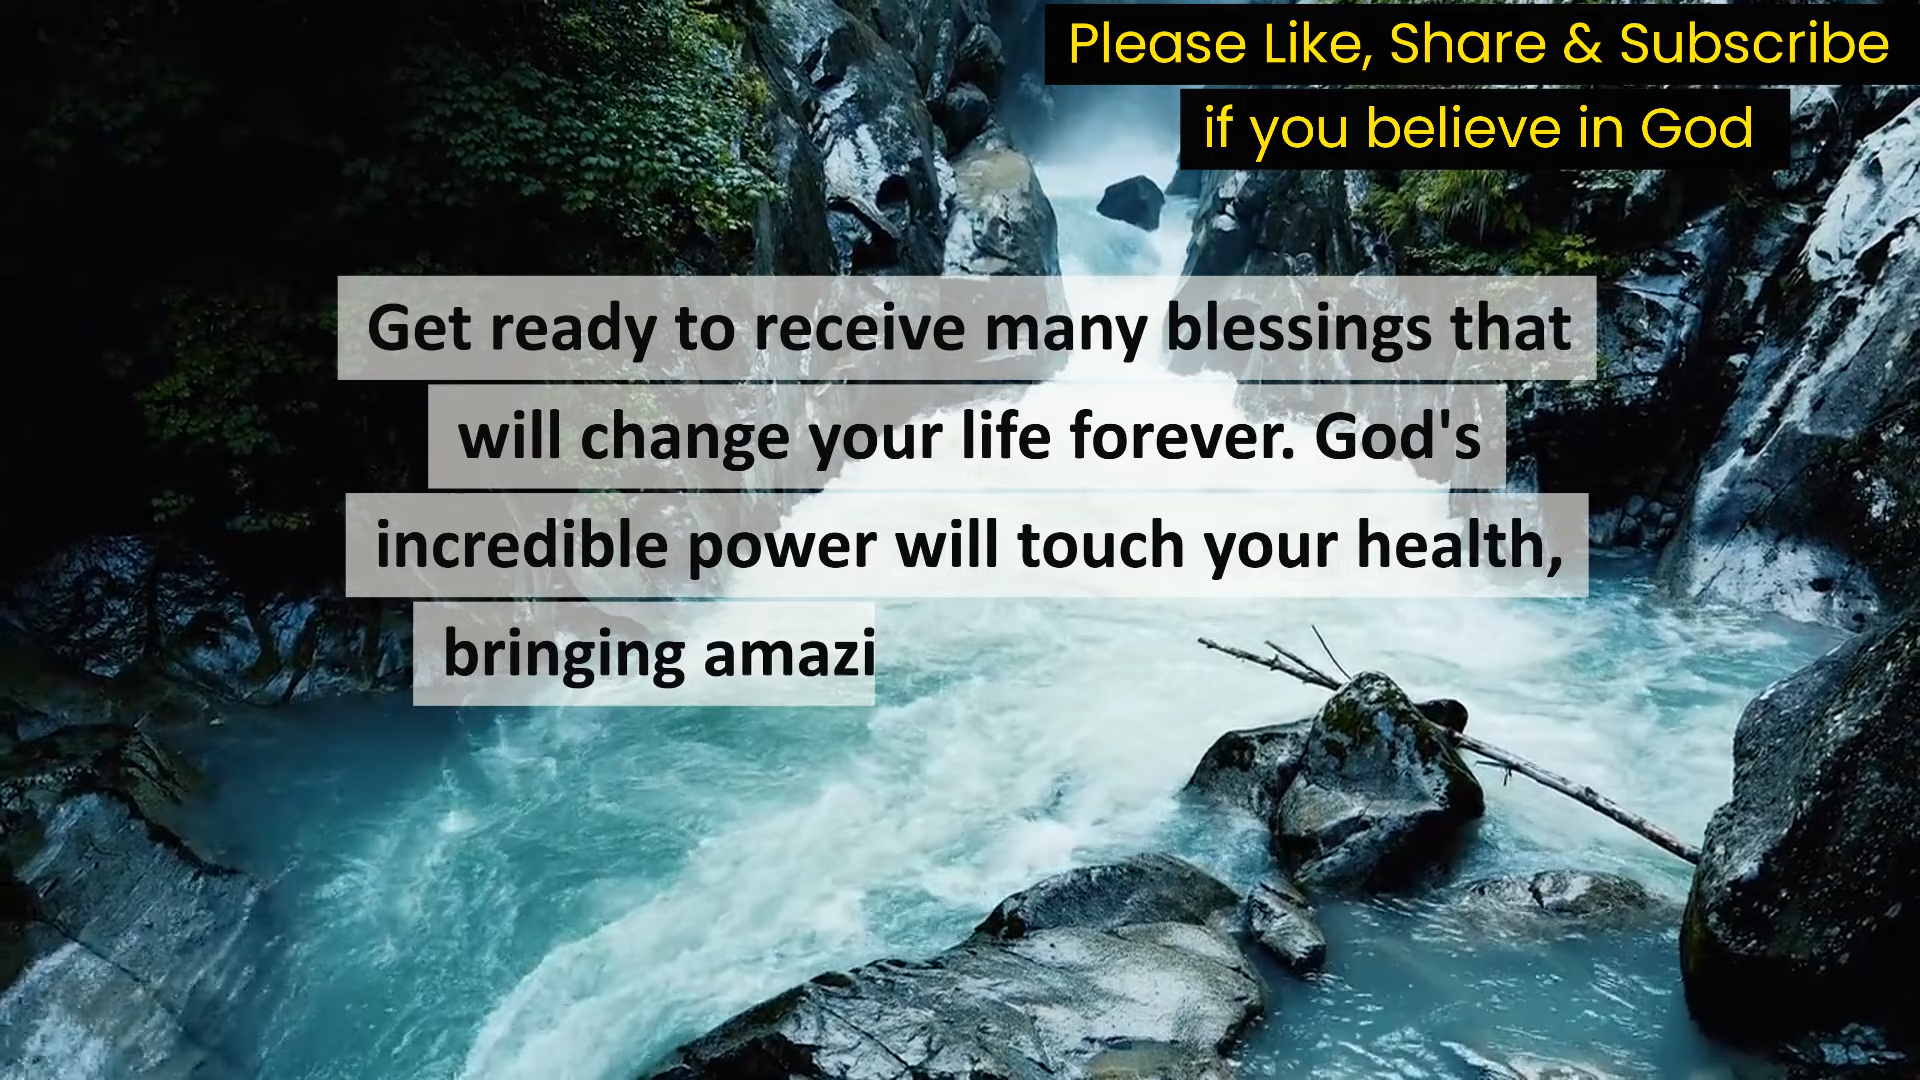 Please Like, Share & Subscribe
if you believe in God
Get ready to receive many blessings that
will change your life forever. God's
incredible power will touch your health,
bringing amazi